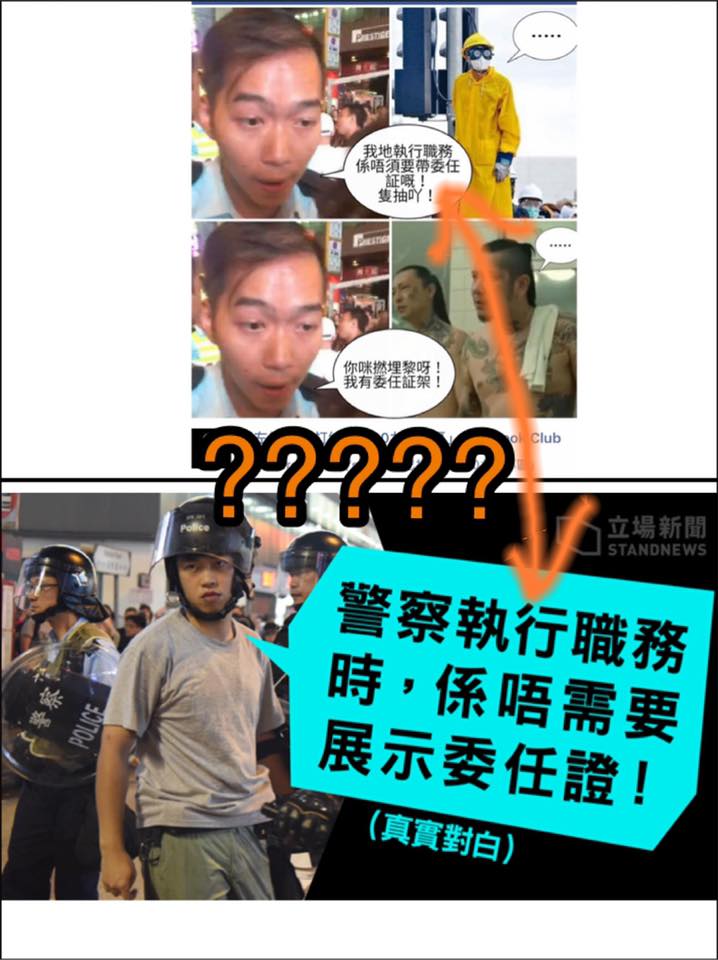 PRESTIGE
.....
我地執行職務
係唔須要帶委任
証嘅！
隻抽吖！
.....
你咪撚埋黎呀！
我有委任証架！
ok Club
?????
立場新聞
STANDNEWS
Police
警察
POLICE
警察執行職務
時，係唔需要
展示委任證！
(真實對白)